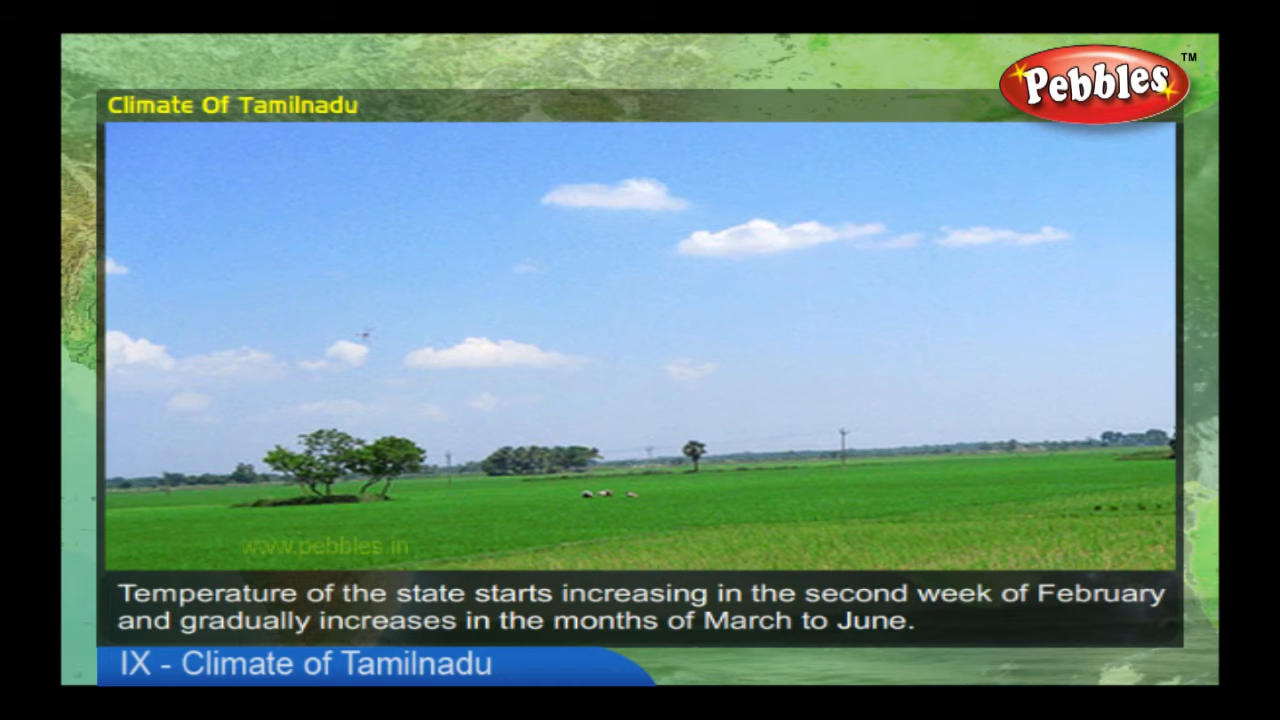 Pebbles TM
Climate Of Tamilnadu
www.pebbles.in
Temperature of the state starts increasing in the second week of February
and gradually increases in the months of March to June.
IX - Climate of Tamilnadu